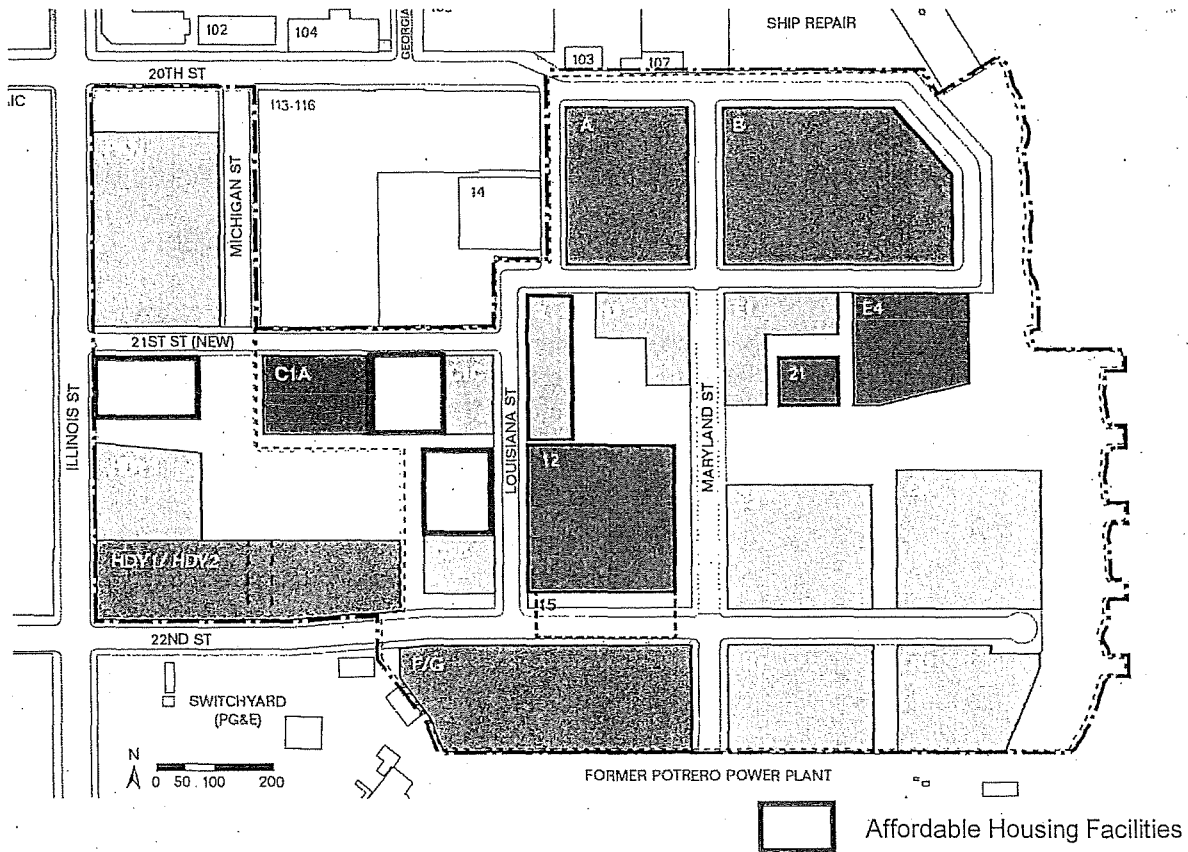 102
104
GEORGIA
SHIP REPAIR
103
107
20TH ST
113-116
A
B
14
MICHIGAN ST
21ST ST (NEW)
E4
C1A
21
ILLINOIS ST
LOUISIANA ST
MARYLAND ST
12
HDY1/HDY2
15
22ND ST
F/G
SWITCHYARD
(PG&E)
N
0 50 100 200
FORMER POTRERO POWER PLANT
Affordable Housing Facilities